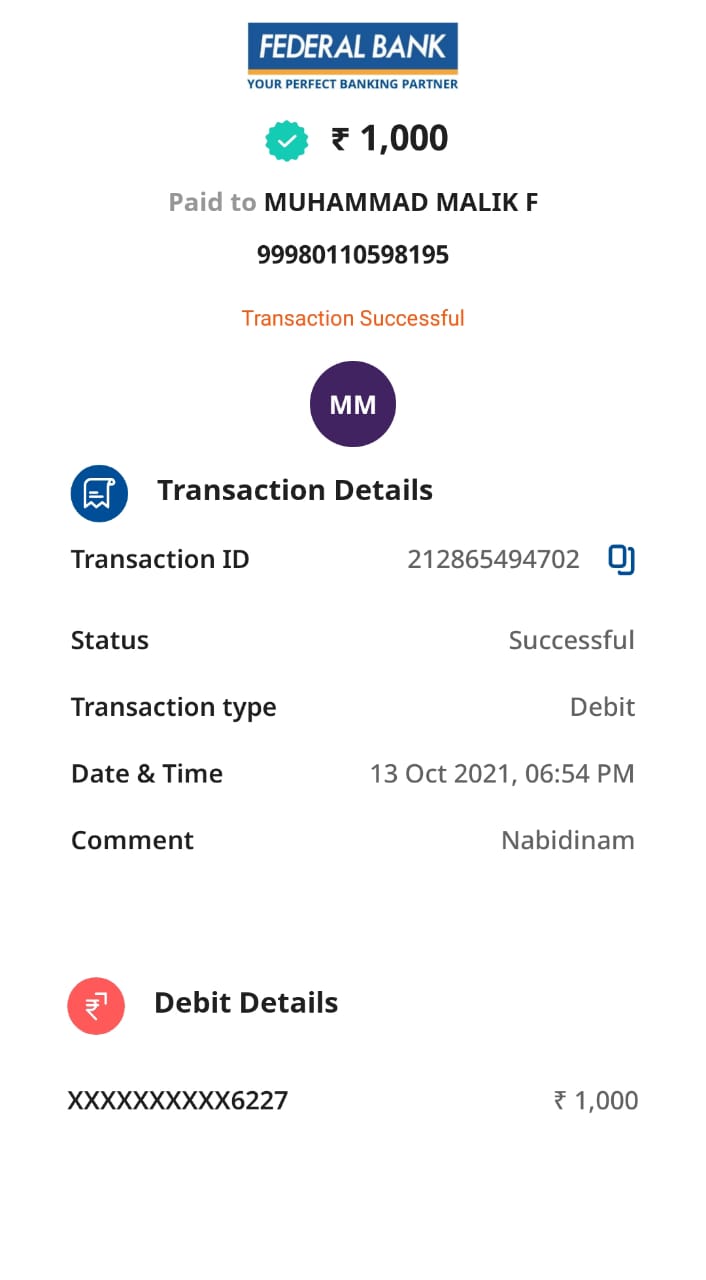 FEDERAL BANK
YOUR PERFECT BANKING PARTNER
₹ 1,000
Paid to MUHAMMAD MALIK F
99980110598195
Transaction Successful
MM
Transaction Details
Transaction ID 212865494702
Status Successful
Transaction type Debit
Date & Time 13 Oct 2021, 06:54 PM
Comment Nabidinam
Debit Details
XXXXXXXXXX6227 ₹ 1,000